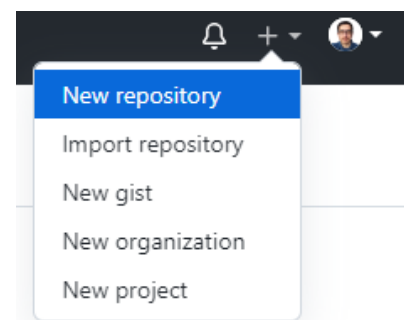 New repository
Import repository
New gist
New organization
New project